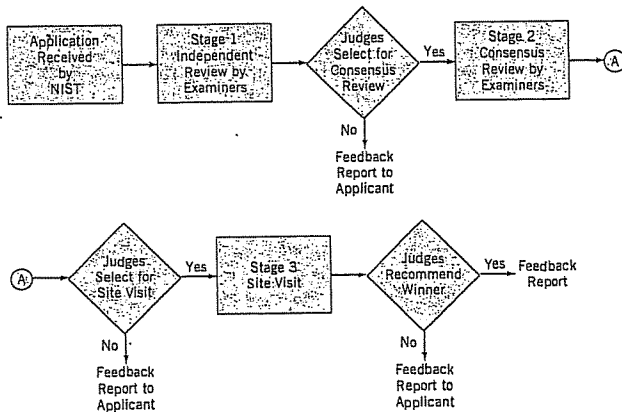 Application
Received
by
NIST
Stage 1
Independent
Review by
Examiners
Judges
Select for
Consensus
Review
Yes
No
Feedback
Report to
Applicant
Stage 2
Consensus
Review by
Examiners
A
A
Judges
Select for
Site Visit
Yes
No
Feedback
Report to
Applicant
Stage 3
Site Visit
Judges
Recommend
Winner
Yes
Feedback
Report
No
Feedback
Report to
Applicant